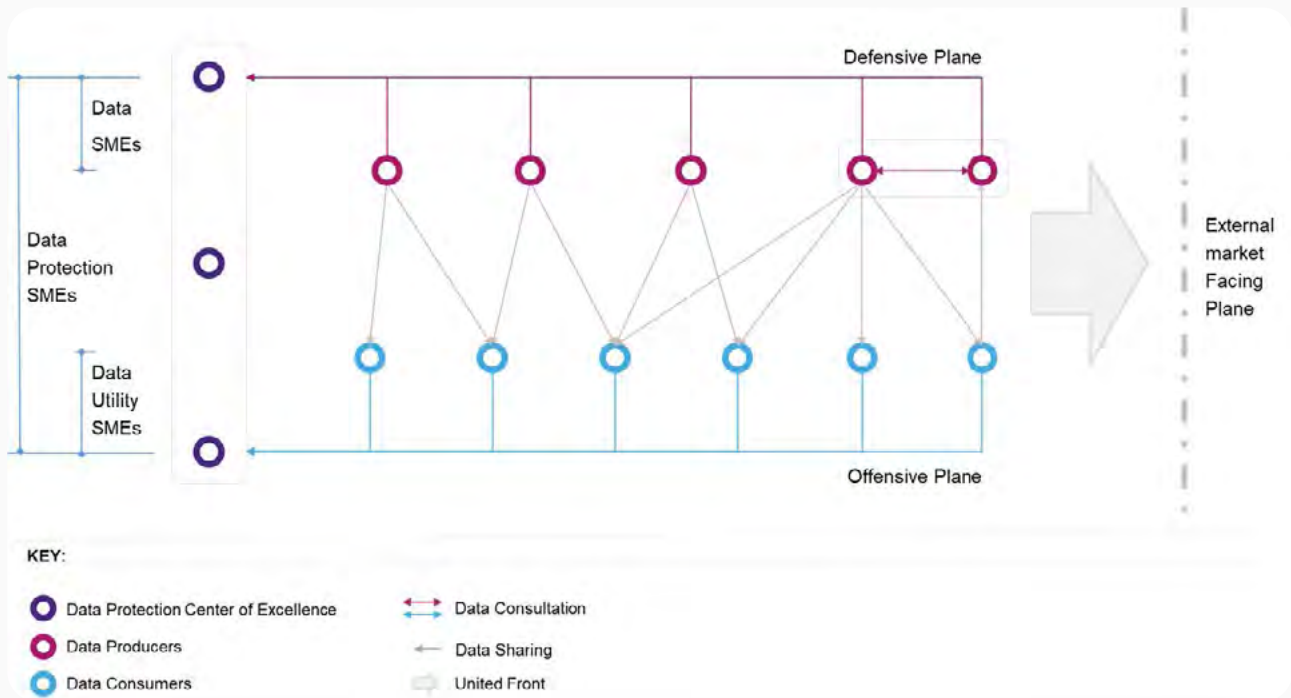 Defensive Plane
Data
SMEs
Data
Protection
SMEs
External
market
Facing
Plane
Data
Utility
SMEs
Offensive Plane
KEY:
Data Protection Center of Excellence
Data Consultation
Data Producers
Data Sharing
Data Consumers
United Front